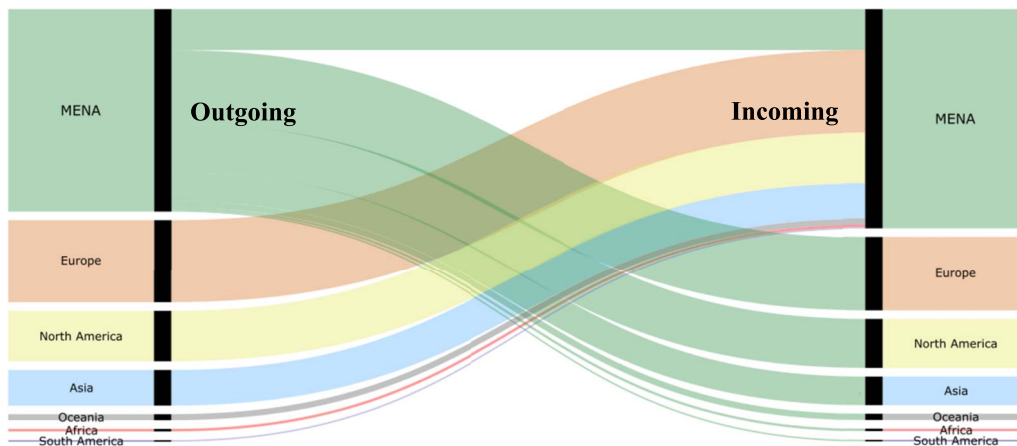 MENA
Outgoing
Incoming
MENA
Europe
Europe
North America
North America
Asia
Asia
Oceania
Oceania
Africa
Africa
South America
South America